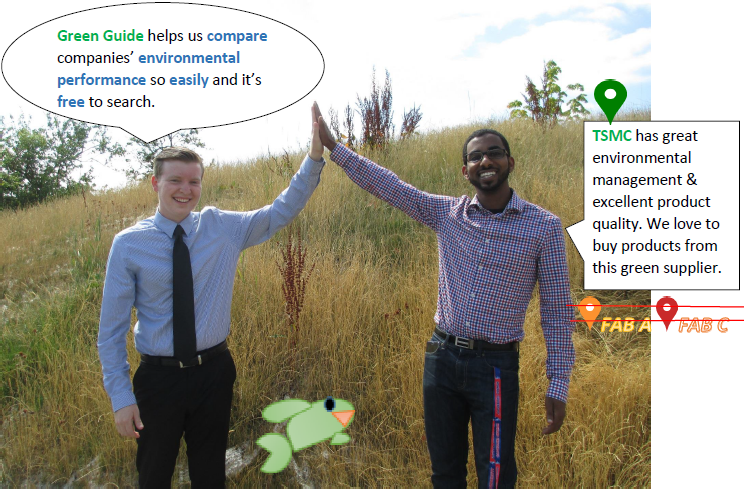 Green Guide helps us compare
companies' environmental
performance so easily and it's
free to search.
TSMC has great
environmental
management &
excellent product
quality. We love to
buy products from
this green supplier.
FAB A
FAB C